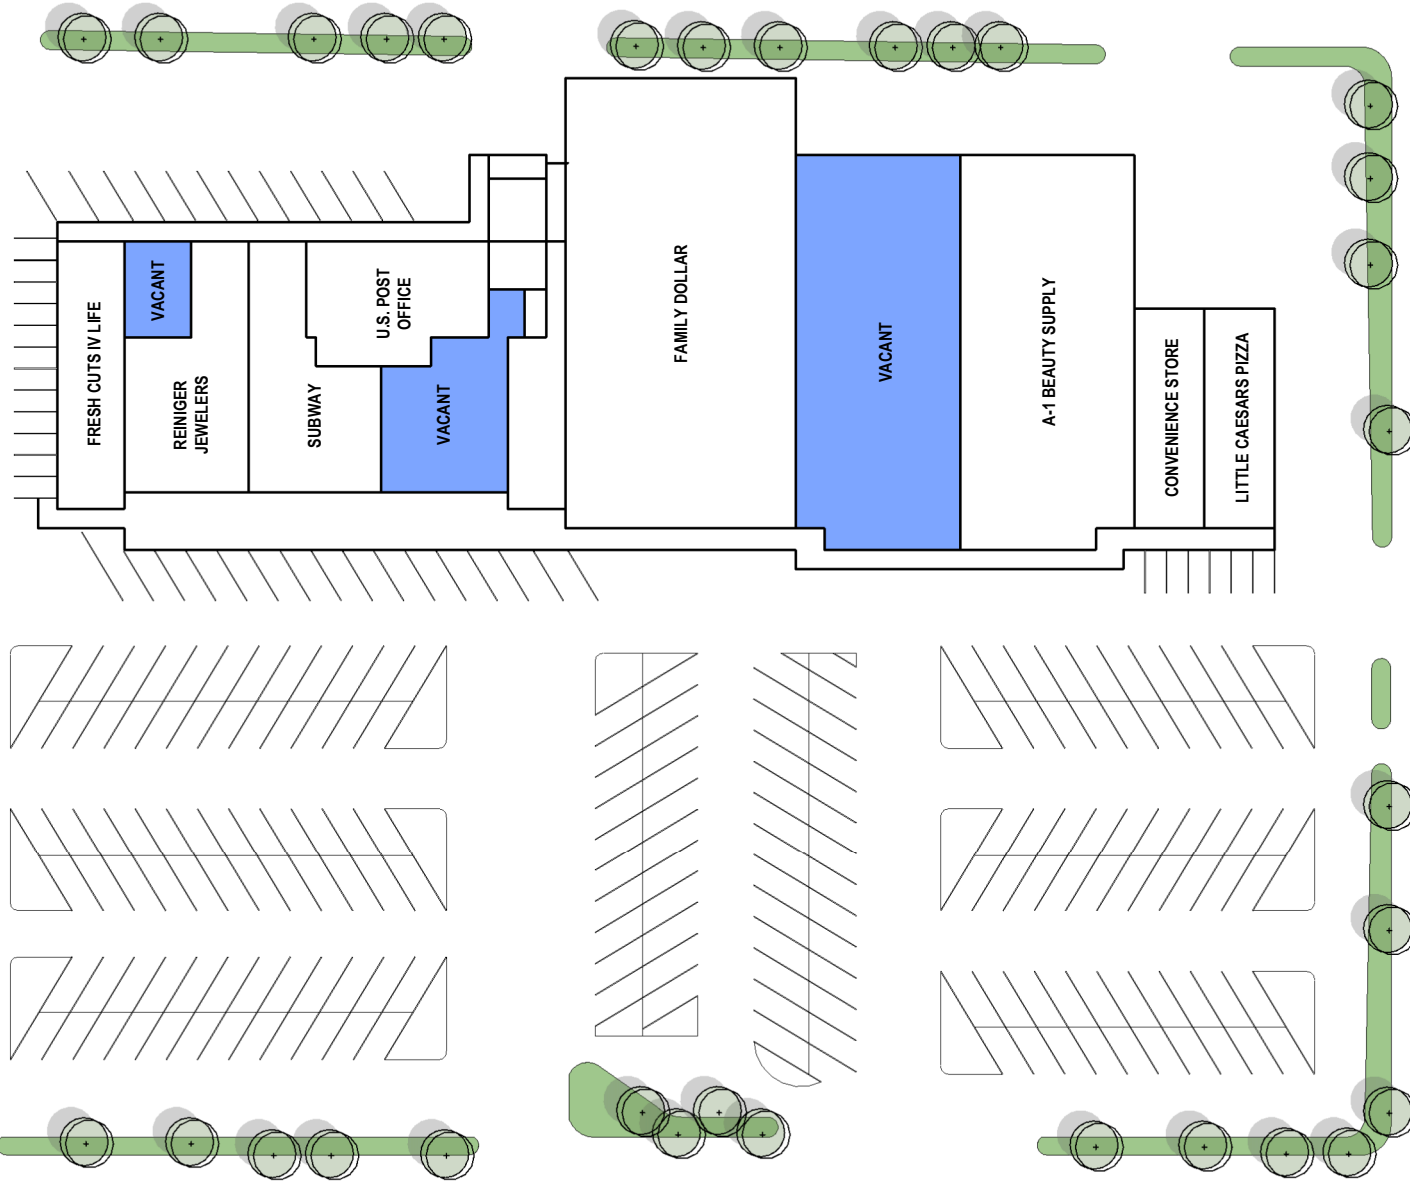 FRESH CUTS IV LIFE
VACANT
REINIGER
JEWELERS
SUBWAY
U.S. POST
OFFICE
VACANT
FAMILY DOLLAR
VACANT
A-1 BEAUTY SUPPLY
CONVENIENCE STORE
LITTLE CAESARS PIZZA